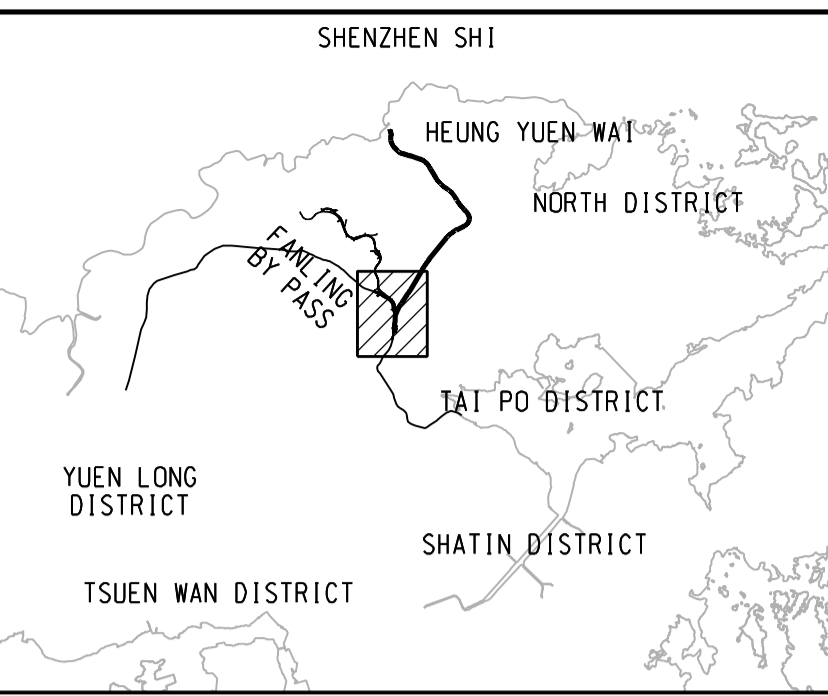 SHENZHEN SHI
HEUNG YUEN WAI
NORTH DISTRICT
FANLING
BY PASS
TAI PO DISTRICT
YUEN LONG
DISTRICT
SHATIN DISTRICT
TSUEN WAN DISTRICT